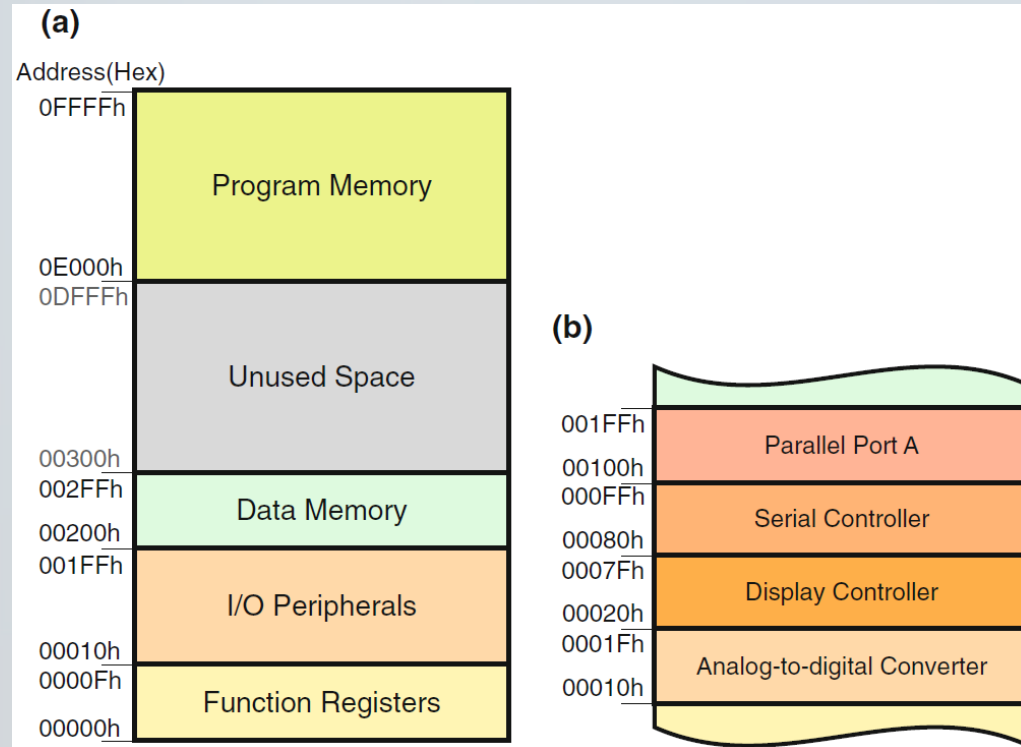 (a)
Address(Hex)
0FFFFh
Program Memory
0E000h
0DFFFh
Unused Space
00300h
002FFh
Data Memory
00200h
001FFh
I/O Peripherals
00010h
0000Fh
Function Registers
00000h
(b)
001FFh
Parallel Port A
00100h
000FFh
Serial Controller
00080h
0007Fh
Display Controller
00020h
0001Fh
Analog-to-digital Converter
00010h